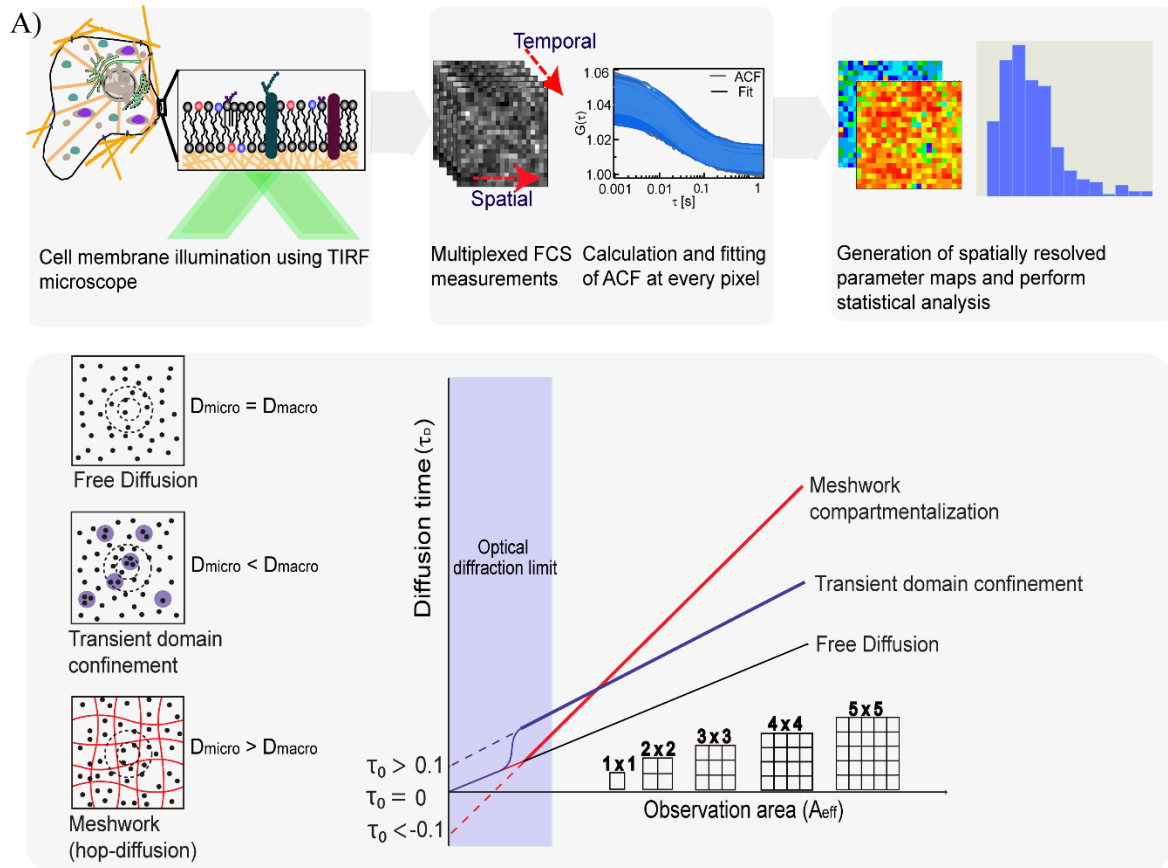 A)
Cell membrane illumination using TIRF
microscope
Temporal
Spatial
Multiplexed FCS
measurements
1.06
1.04
1.02
1.00
G(τ)
ACF
Fit
0.001
0.01
0.1
1
τ [s]
Calculation and fitting
of ACF at every pixel
Generation of spatially resolved
parameter maps and perform
statistical analysis
Dmicro = Dmacro
Free Diffusion
Dmicro < Dmacro
Transient domain
confinement
Dmicro > Dmacro
Meshwork
(hop-diffusion)
Diffusion time (τD)
Optical
diffraction limit
Meshwork
compartmentalization
Transient domain confinement
Free Diffusion
1 x 1
2 x 2
3 x 3
4 x 4
5 x 5
τ0 > 0.1
τ0 = 0
τ0 < -0.1
Observation area (Aeff)